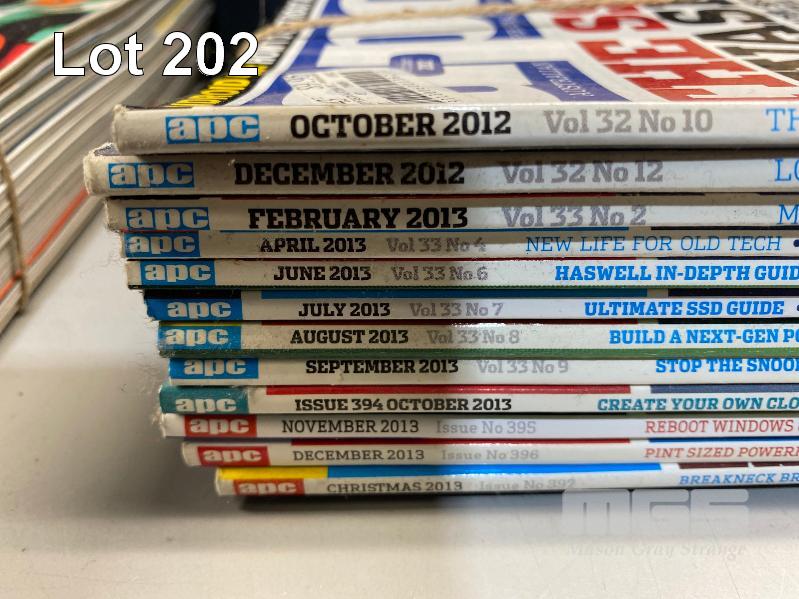 Lot 202
apc OCTOBER 2012 Vol 32 No 10
apc DECEMBER 2012 Vol 32 No 12
apc FEBRUARY 2013 Vol 33 No 2
apc APRIL 2013 Vol 33 No 4 NEW LIFE FOR OLD TECH
apc JUNE 2013 Vol 33 No 6 HASWELL IN-DEPTH GUID
apc JULY 2013 Vol 33 No 7 ULTIMATE SSD GUIDE
apc AUGUST 2013 Vol 33 No 8 BUILD A NEXT-GEN
apc SEPTEMBER 2013 Vol 33 No 9 STOP THE SNOO
apc ISSUE 394 OCTOBER 2013 CREATE YOUR OWN CLO
apc NOVEMBER 2013 Issue No 395 REBOOT WINDOWS
apc DECEMBER 2013 Issue No 396 PINT SIZED POWER
apc CHRISTMAS 2013 Issue No 397 BREAKNECK BR
MGS
Mason Gray Strange